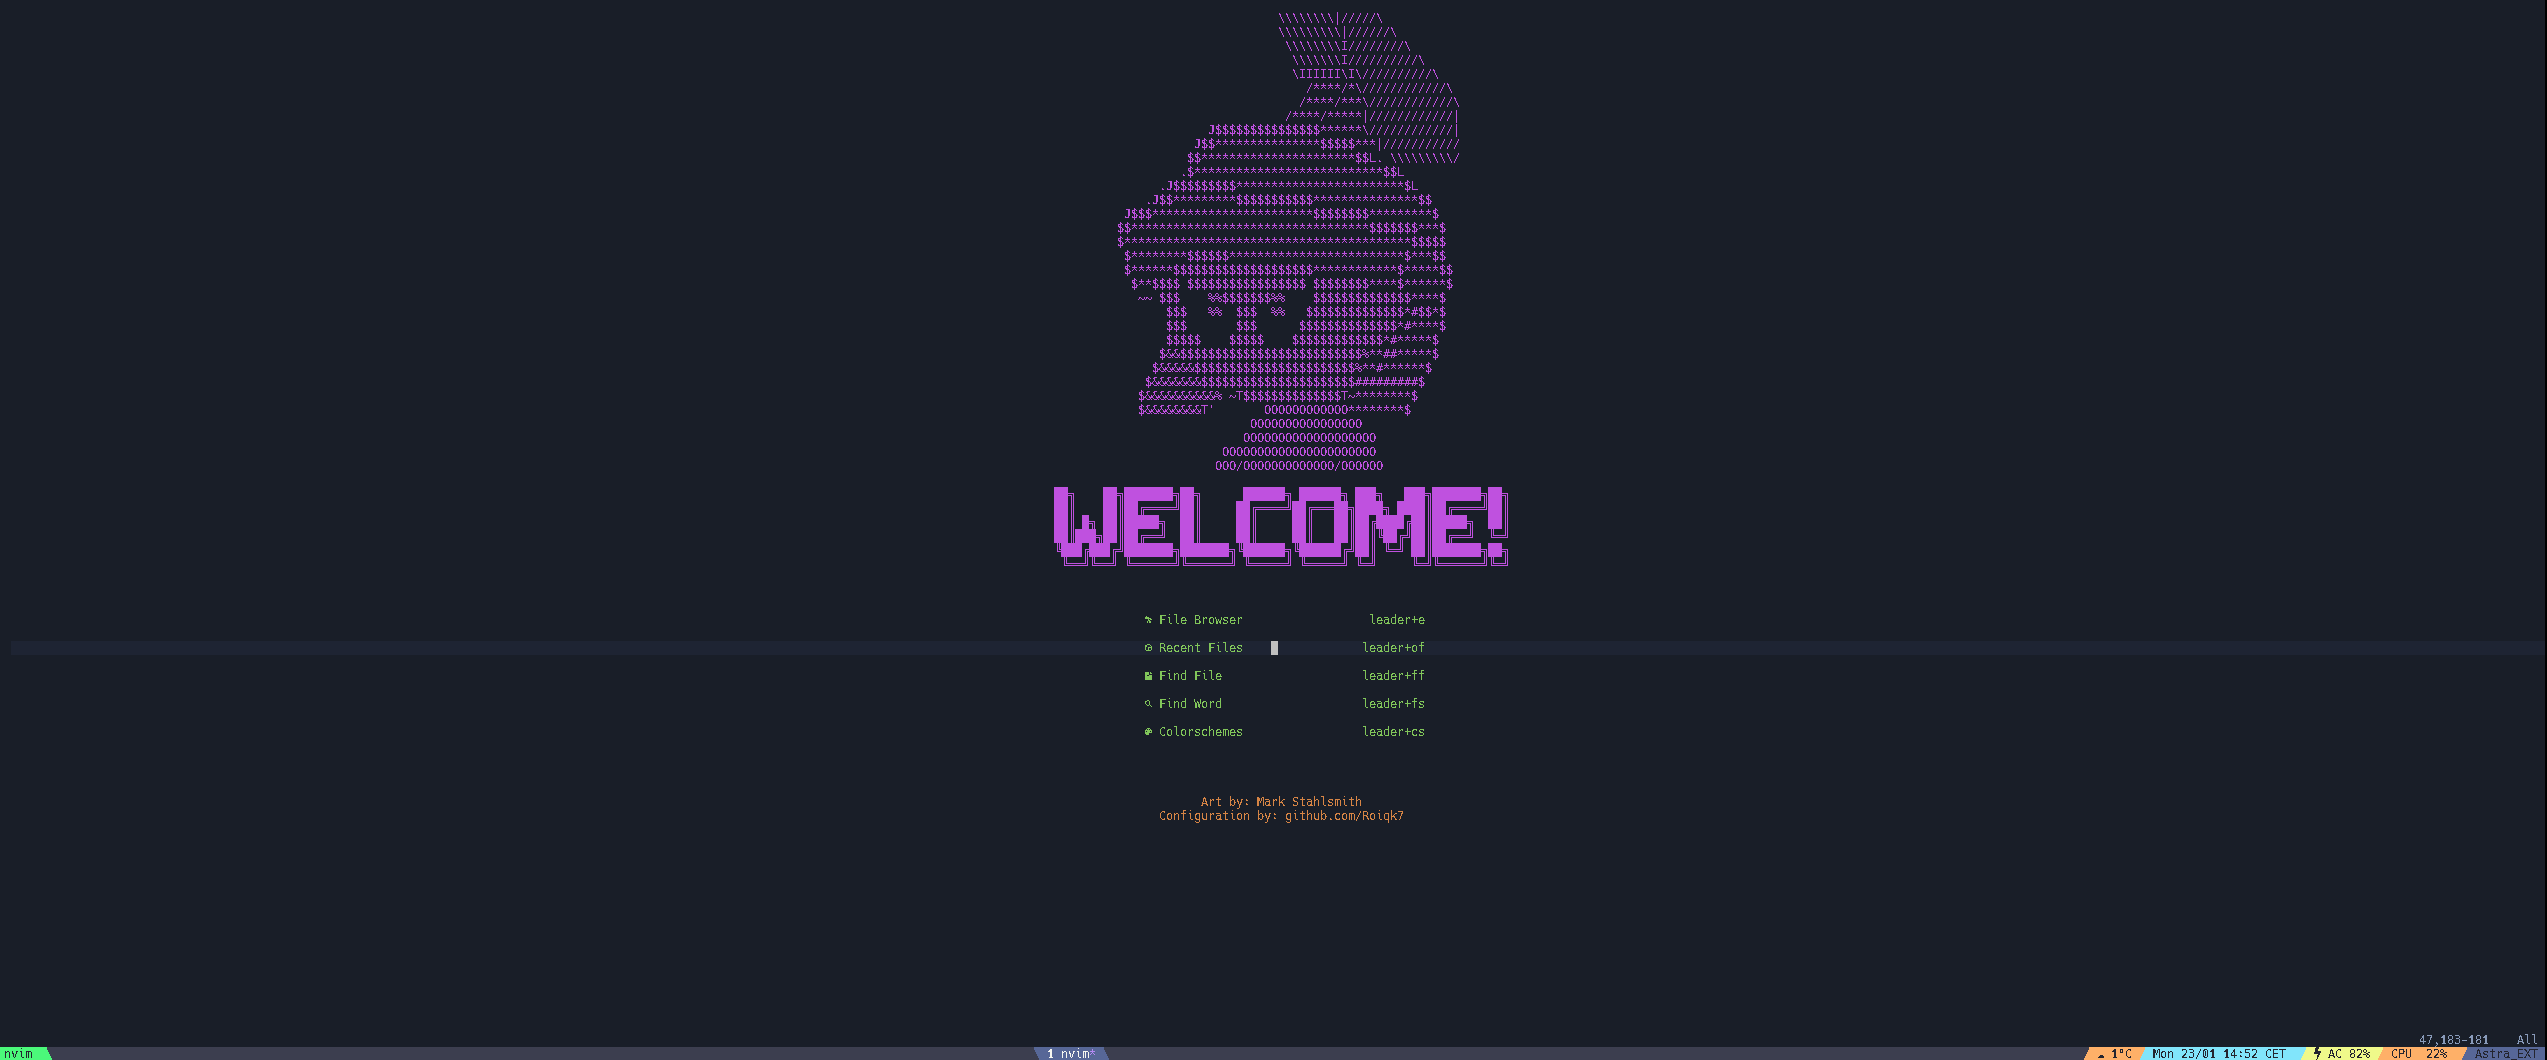 WELCOME!
File Browser leader+e
Recent Files leader+of
Find File leader+ff
Find Word leader+fs
Colorschemes leader+cs
Art by: Mark Stahlsmith
Configuration by: github.com/Roiqk7
47,183-181 All
nvim 1 nvim* 1°C Mon 23/01 14:52 CET AC 82% CPU 22% Astra_EXT